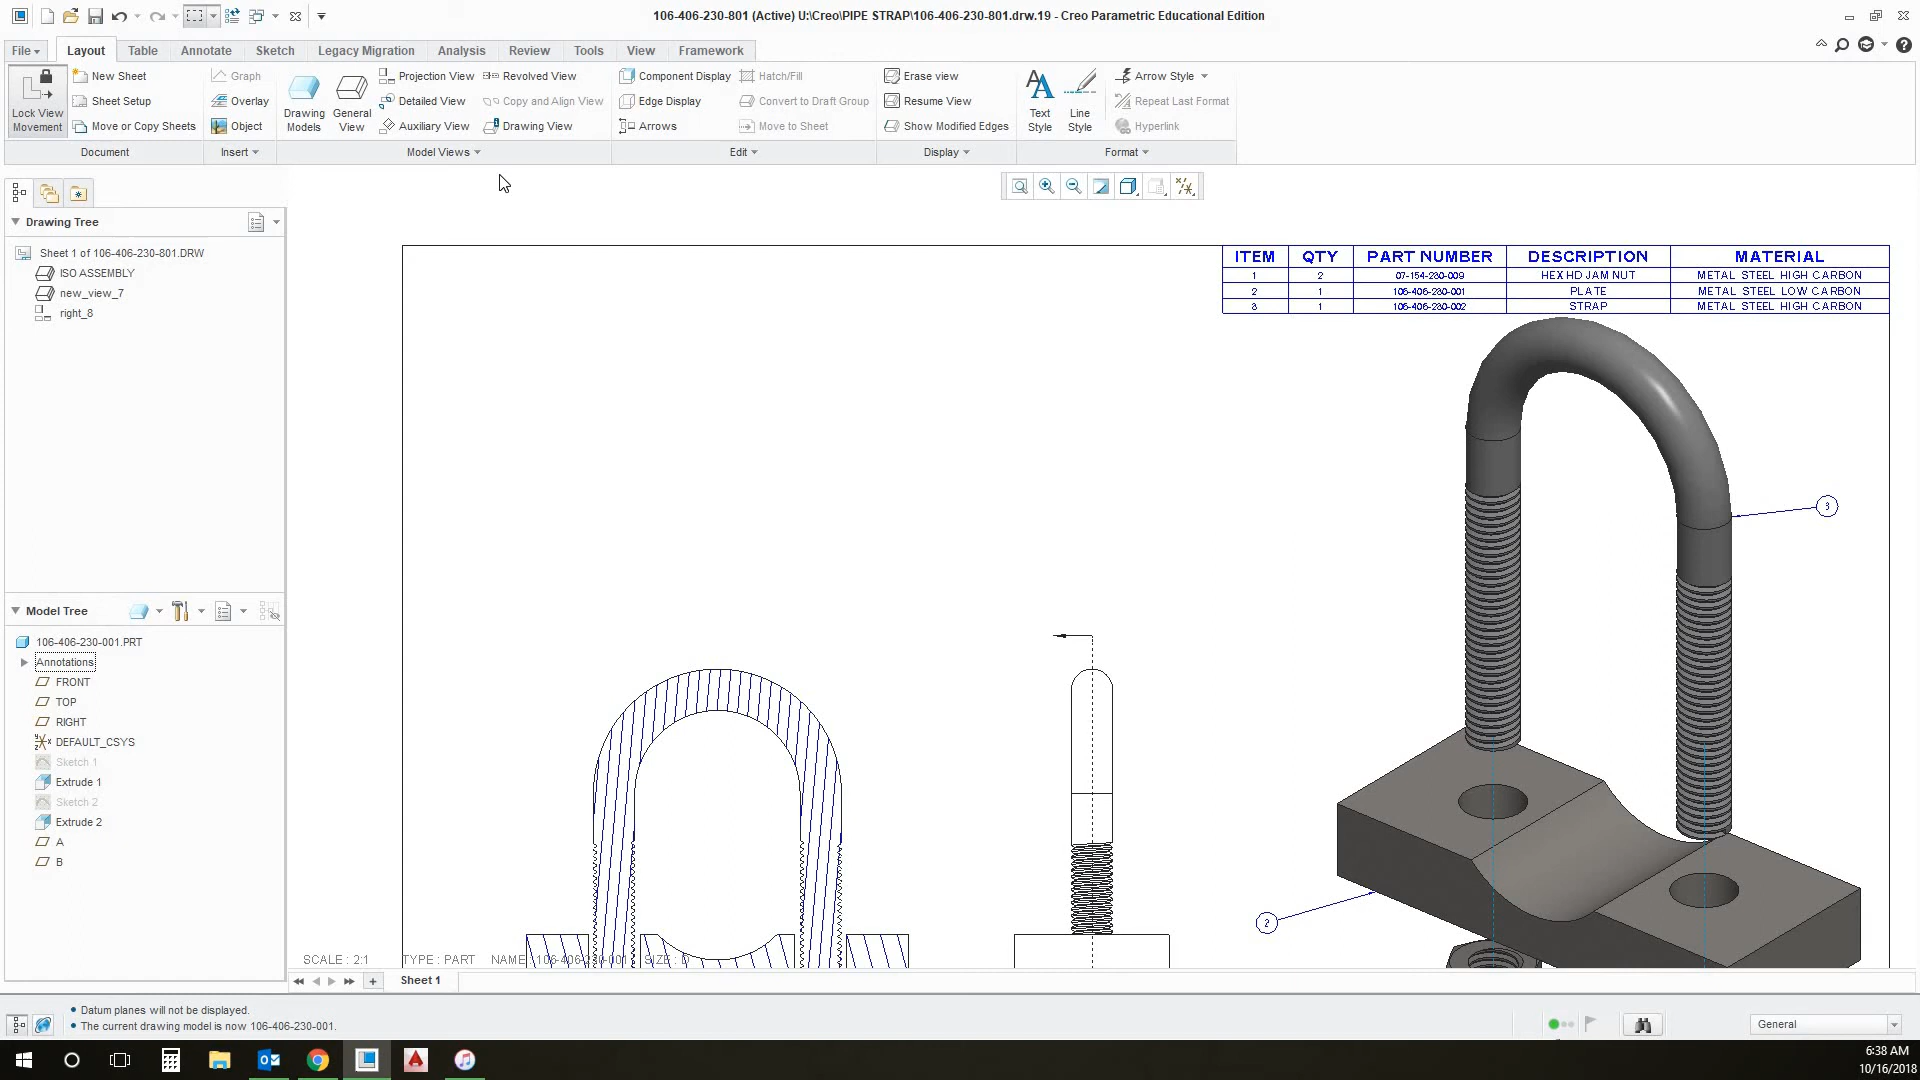 106-406-230-801 (Active) U:\Creo\PIPE STRAP\106-406-230-801.drw.19 - Creo Parametric Educational Edition
File Layout Table Annotate Sketch Legacy Migration Analysis Review Tools View Framework
Lock View Movement
New Sheet
Sheet Setup
Move or Copy Sheets
Document
Graph
Overlay
Object
Insert
Drawing Models
General View
Projection View
Detailed View
Auxiliary View
Revolved View
Copy and Align View
Drawing View
Model Views
Component Display
Edge Display
Arrows
Hatch/Fill
Convert to Draft Group
Move to Sheet
Edit
Erase view
Resume View
Show Modified Edges
Display
Text Style
Line Style
Arrow Style
Repeat Last Format
Hyperlink
Format
Drawing Tree
Sheet 1 of 106-406-230-801.DRW
ISO ASSEMBLY
new_view_7
right_8
Model Tree
106-406-230-001.PRT
Annotations
FRONT
TOP
RIGHT
DEFAULT_CSYS
Sketch 1
Extrude 1
Sketch 2
Extrude 2
A
B
ITEM QTY PART NUMBER DESCRIPTION MATERIAL
1 2 07-154-230-009 HEX HD JAM NUT METAL STEEL HIGH CARBON
2 1 106-406-230-001 PLATE METAL STEEL LOW CARBON
3 1 106-406-230-002 STRAP METAL STEEL HIGH CARBON
3
2
SCALE : 2:1 TYPE : PART NAME : 106-406-230-001 SIZE : D
Sheet 1
• Datum planes will not be displayed.
• The current drawing model is now 106-406-230-001.
General
6:38 AM
10/16/2018